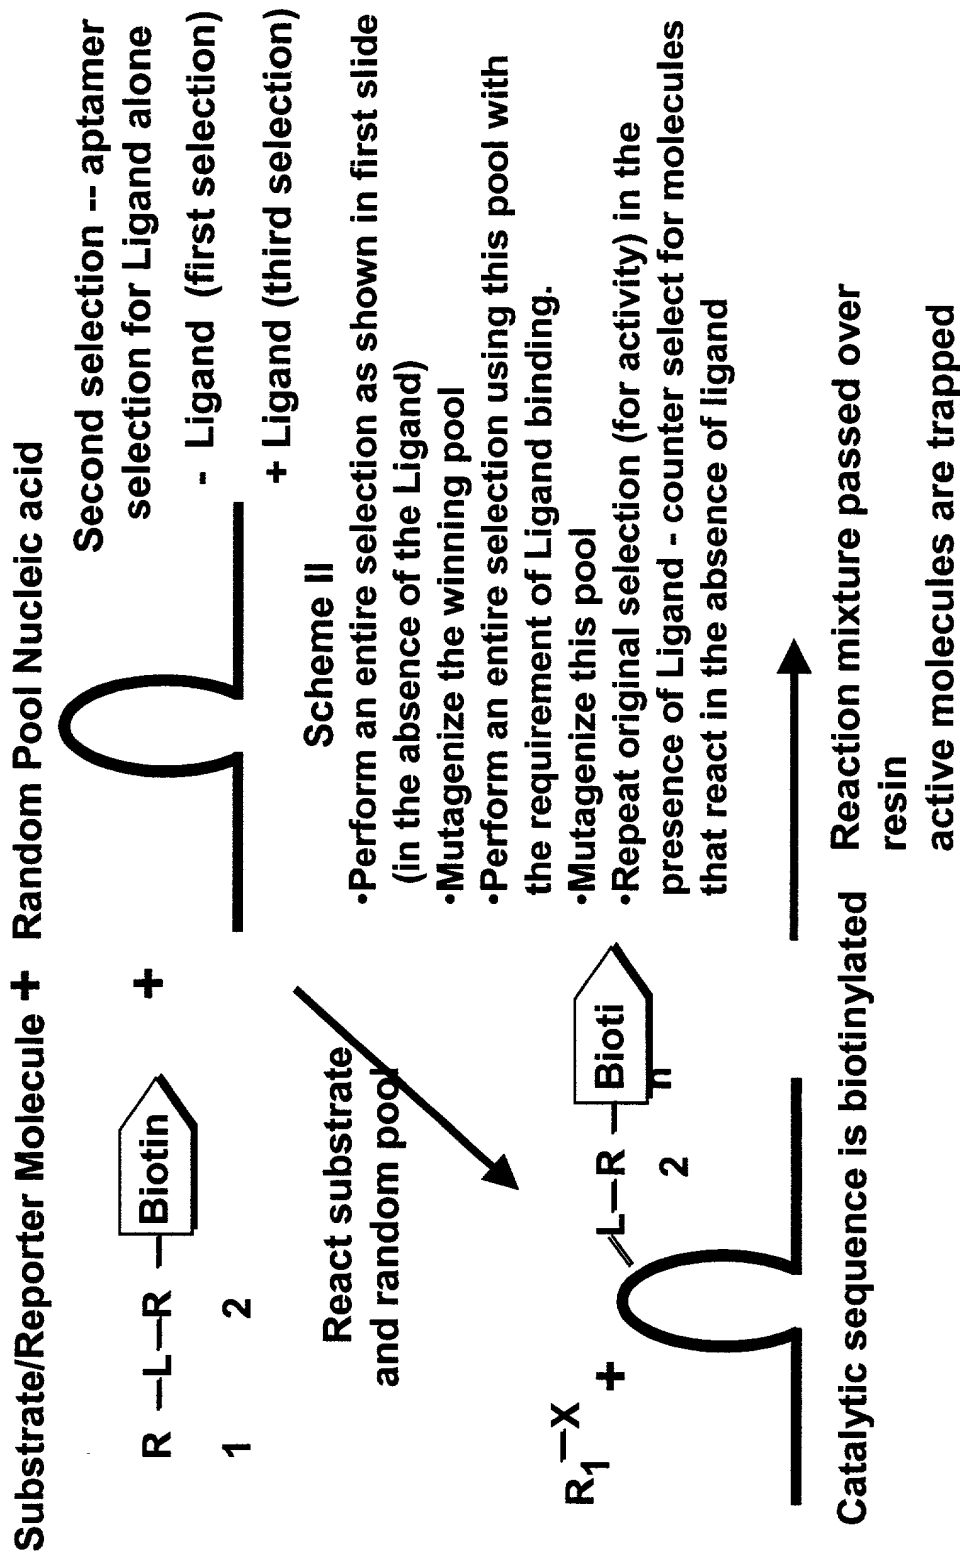 Substrate/Reporter Molecule + Random Pool Nucleic acid
R –L–R – Biotin +
1 2
Second selection -- aptamer
selection for Ligand alone
- Ligand (first selection)
+ Ligand (third selection)
React substrate
and random pool
Scheme II
•Perform an entire selection as shown in first slide
(in the absence of the Ligand)
•Mutagenize the winning pool
•Perform an entire selection using this pool with
the requirement of Ligand binding.
•Mutagenize this pool
•Repeat original selection (for activity) in the
presence of Ligand - counter select for molecules
that react in the absence of ligand
R1–X + L–R – Bioti
n
2
Catalytic sequence is biotinylated
Reaction mixture passed over
resin
active molecules are trapped